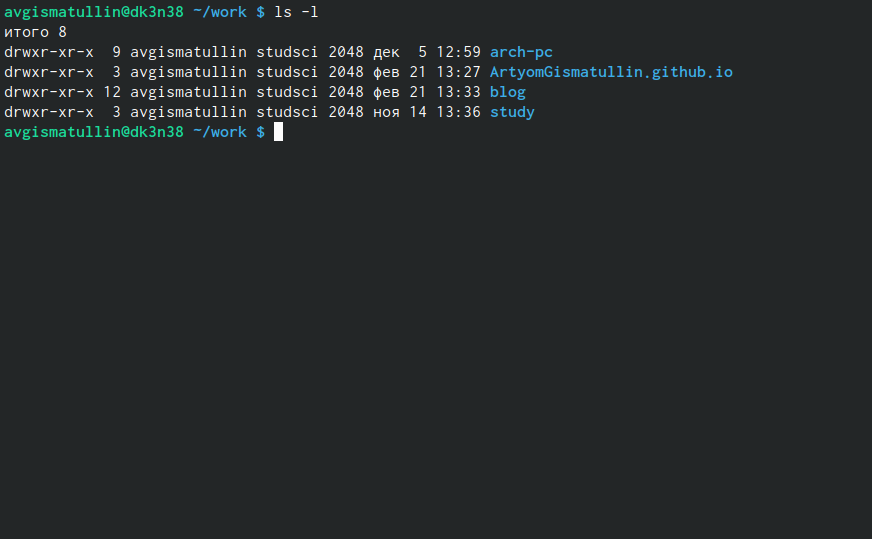 avgismatullin@dk3n38 ~/work $ ls -l
итого 8
drwxr-xr-x  9 avgismatullin studsci 2048 дек  5 12:59 arch-pc
drwxr-xr-x  3 avgismatullin studsci 2048 фев 21 13:27 ArtyomGismatullin.github.io
drwxr-xr-x 12 avgismatullin studsci 2048 фев 21 13:33 blog
drwxr-xr-x  3 avgismatullin studsci 2048 ноя 14 13:36 study
avgismatullin@dk3n38 ~/work $